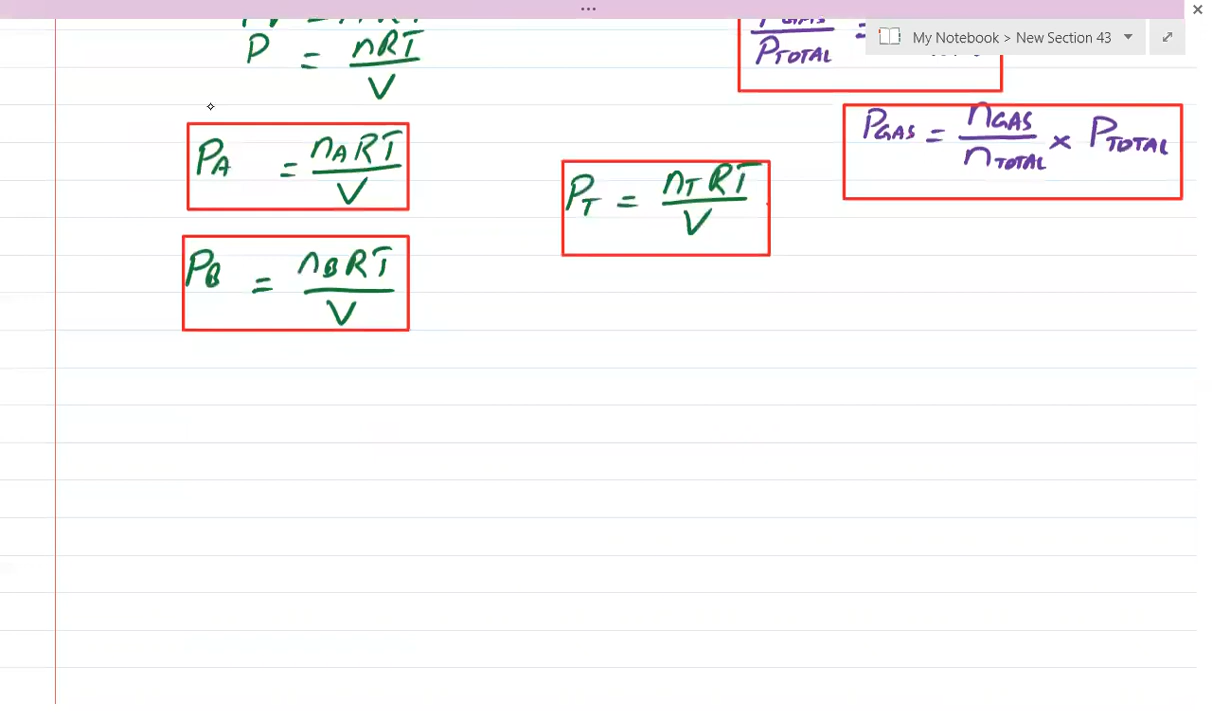 My Notebook > New Section 43
P = nRT / V
P_GAS / P_TOTAL =
P_GAS = n_GAS / n_TOTAL × P_TOTAL
P_A = n_A RT / V
P_T = n_T RT / V
P_B = n_B RT / V